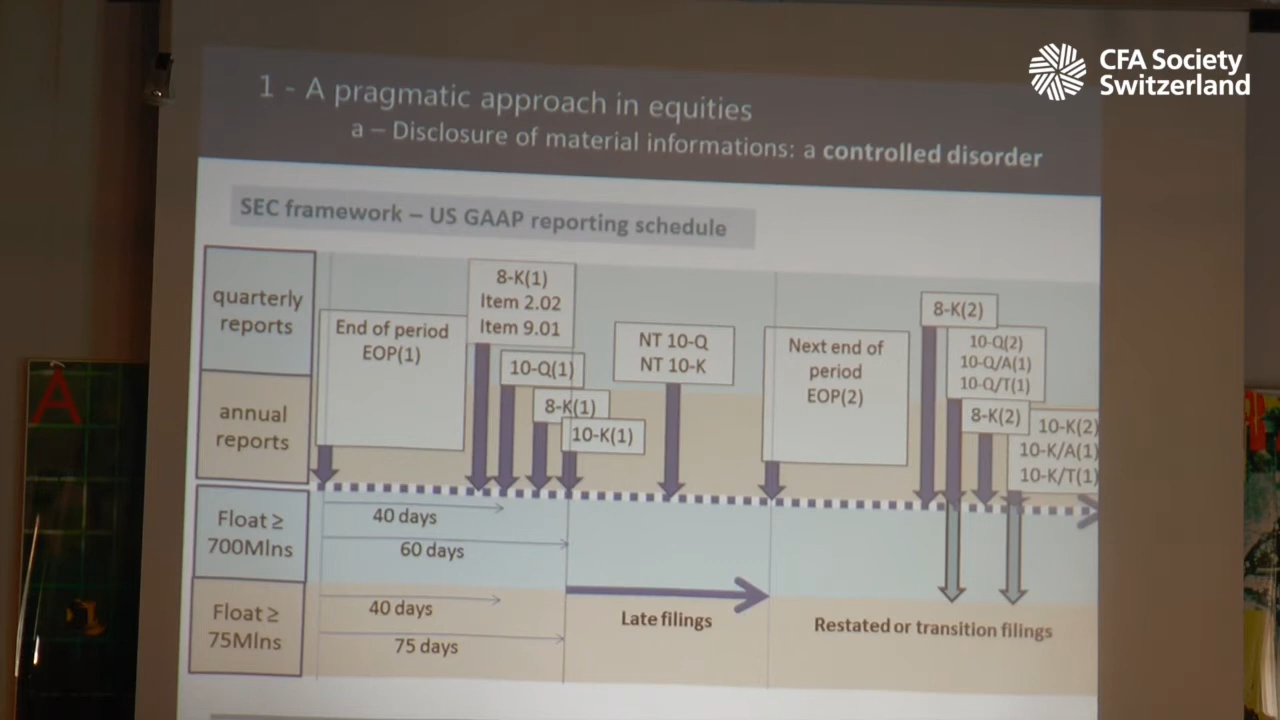 CFA Society
Switzerland
1 - A pragmatic approach in equities
a – Disclosure of material informations: a controlled disorder
SEC framework – US GAAP reporting schedule
quarterly
reports
annual
reports
Float ≥
700Mlns
Float ≥
75Mlns
End of period
EOP(1)
8-K(1)
Item 2.02
Item 9.01
10-Q(1)
8-K(1)
10-K(1)
NT 10-Q
NT 10-K
Next end of
period
EOP(2)
8-K(2)
10-Q(2)
10-Q/A(1)
10-Q/T(1)
8-K(2)
10-K(2)
10-K/A(1)
10-K/T(1)
40 days
60 days
40 days
75 days
Late filings
Restated or transition filings
A